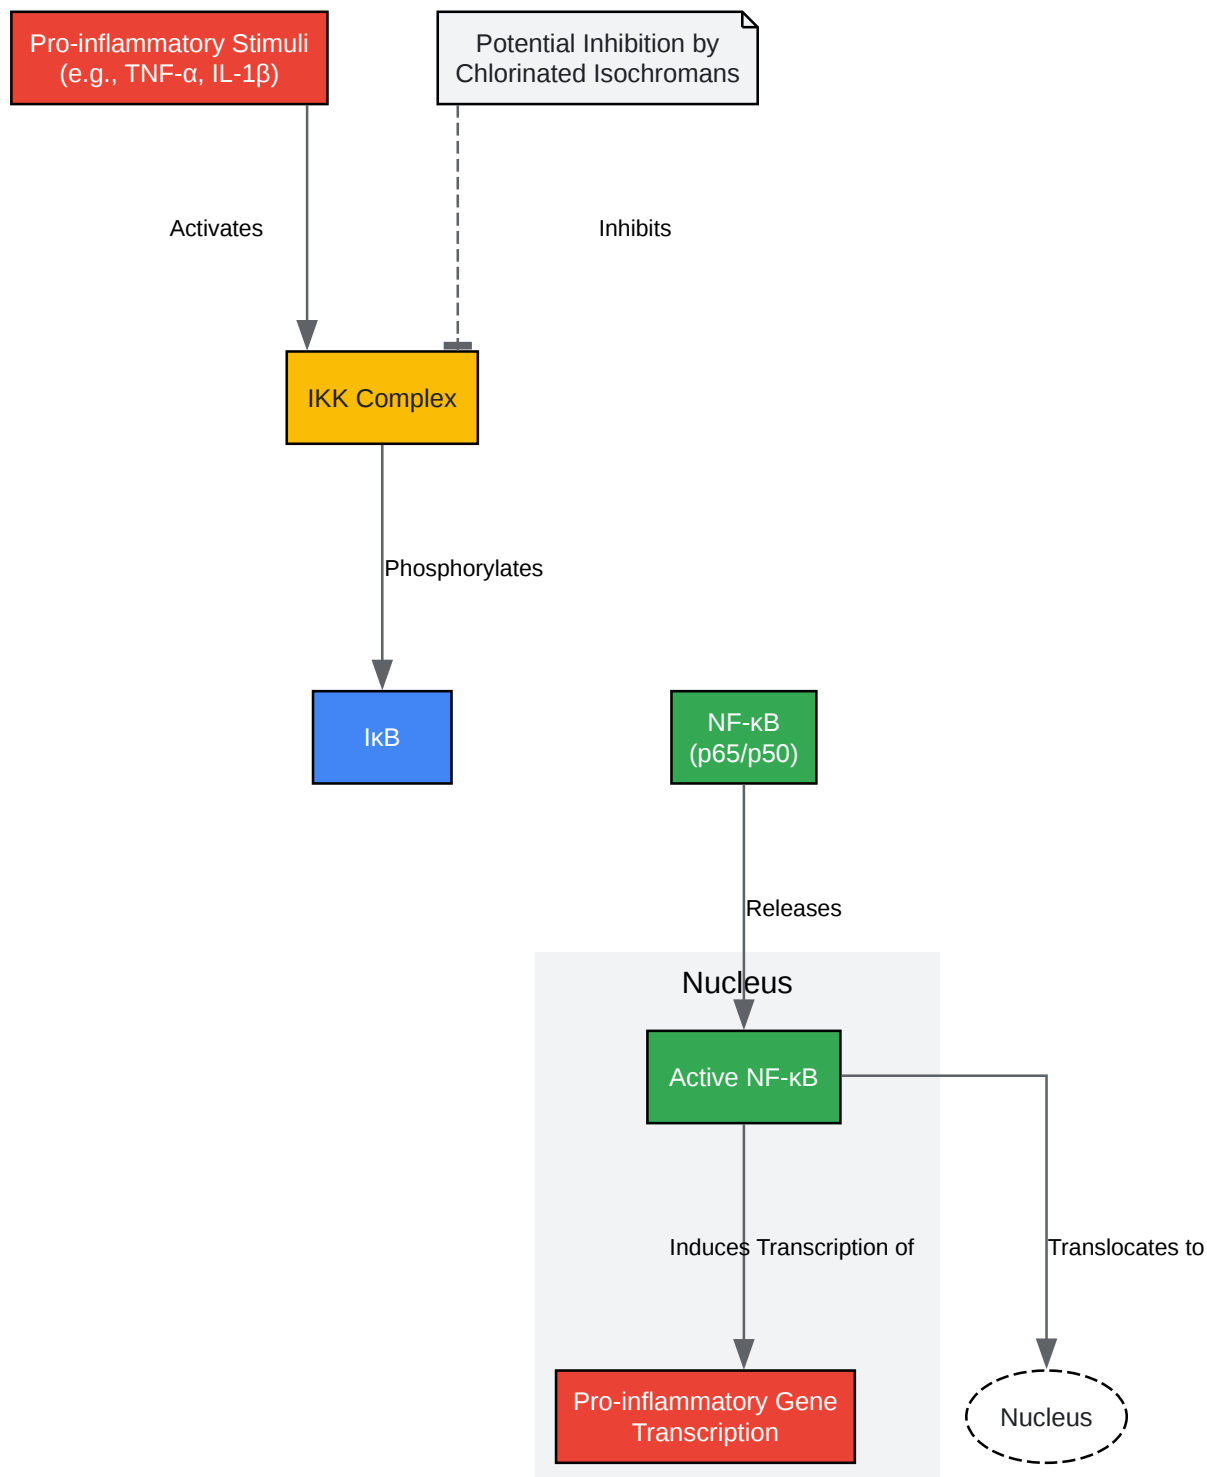 Pro-inflammatory Stimuli
(e.g., TNF-α, IL-1β)
Potential Inhibition by
Chlorinated Isochromans
Activates
Inhibits
IKK Complex
Phosphorylates
IκB
NF-κB
(p65/p50)
Releases
Nucleus
Active NF-κB
Induces Transcription of
Translocates to
Pro-inflammatory Gene
Transcription
Nucleus